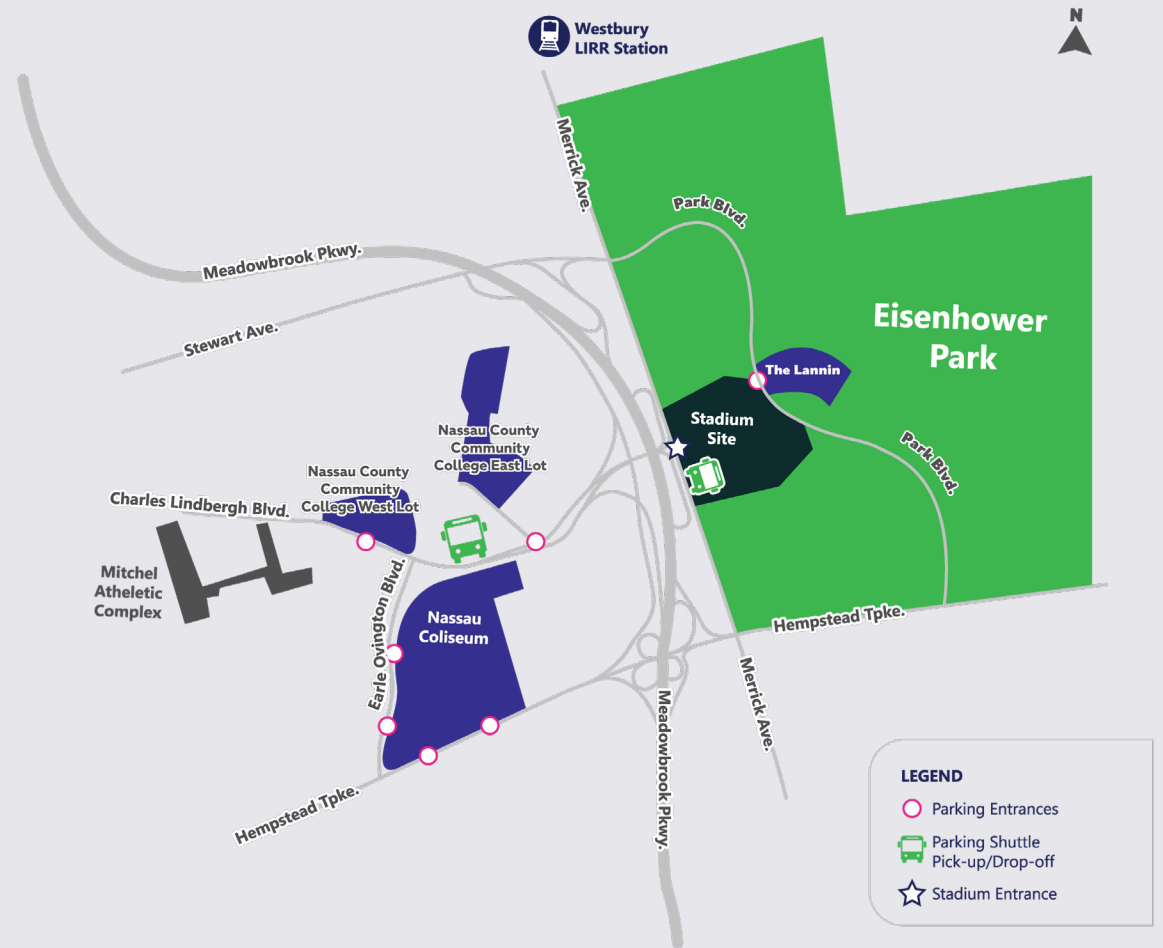 Westbury
LIRR Station
N
Merrick Ave.
Park Blvd.
Meadowbrook Pkwy.
Stewart Ave.
Eisenhower
Park
The Lannin
Stadium
Site
Nassau County
Community
College East Lot
Park Blvd.
Nassau County
Community
College West Lot
Charles Lindbergh Blvd.
Mitchel
Atheletic
Complex
Earle Ovington Blvd.
Nassau
Coliseum
Hempstead Tpke.
Merrick Ave.
Meadowbrook Pkwy.
Hempstead Tpke.
LEGEND
Parking Entrances
Parking Shuttle
Pick-up/Drop-off
Stadium Entrance